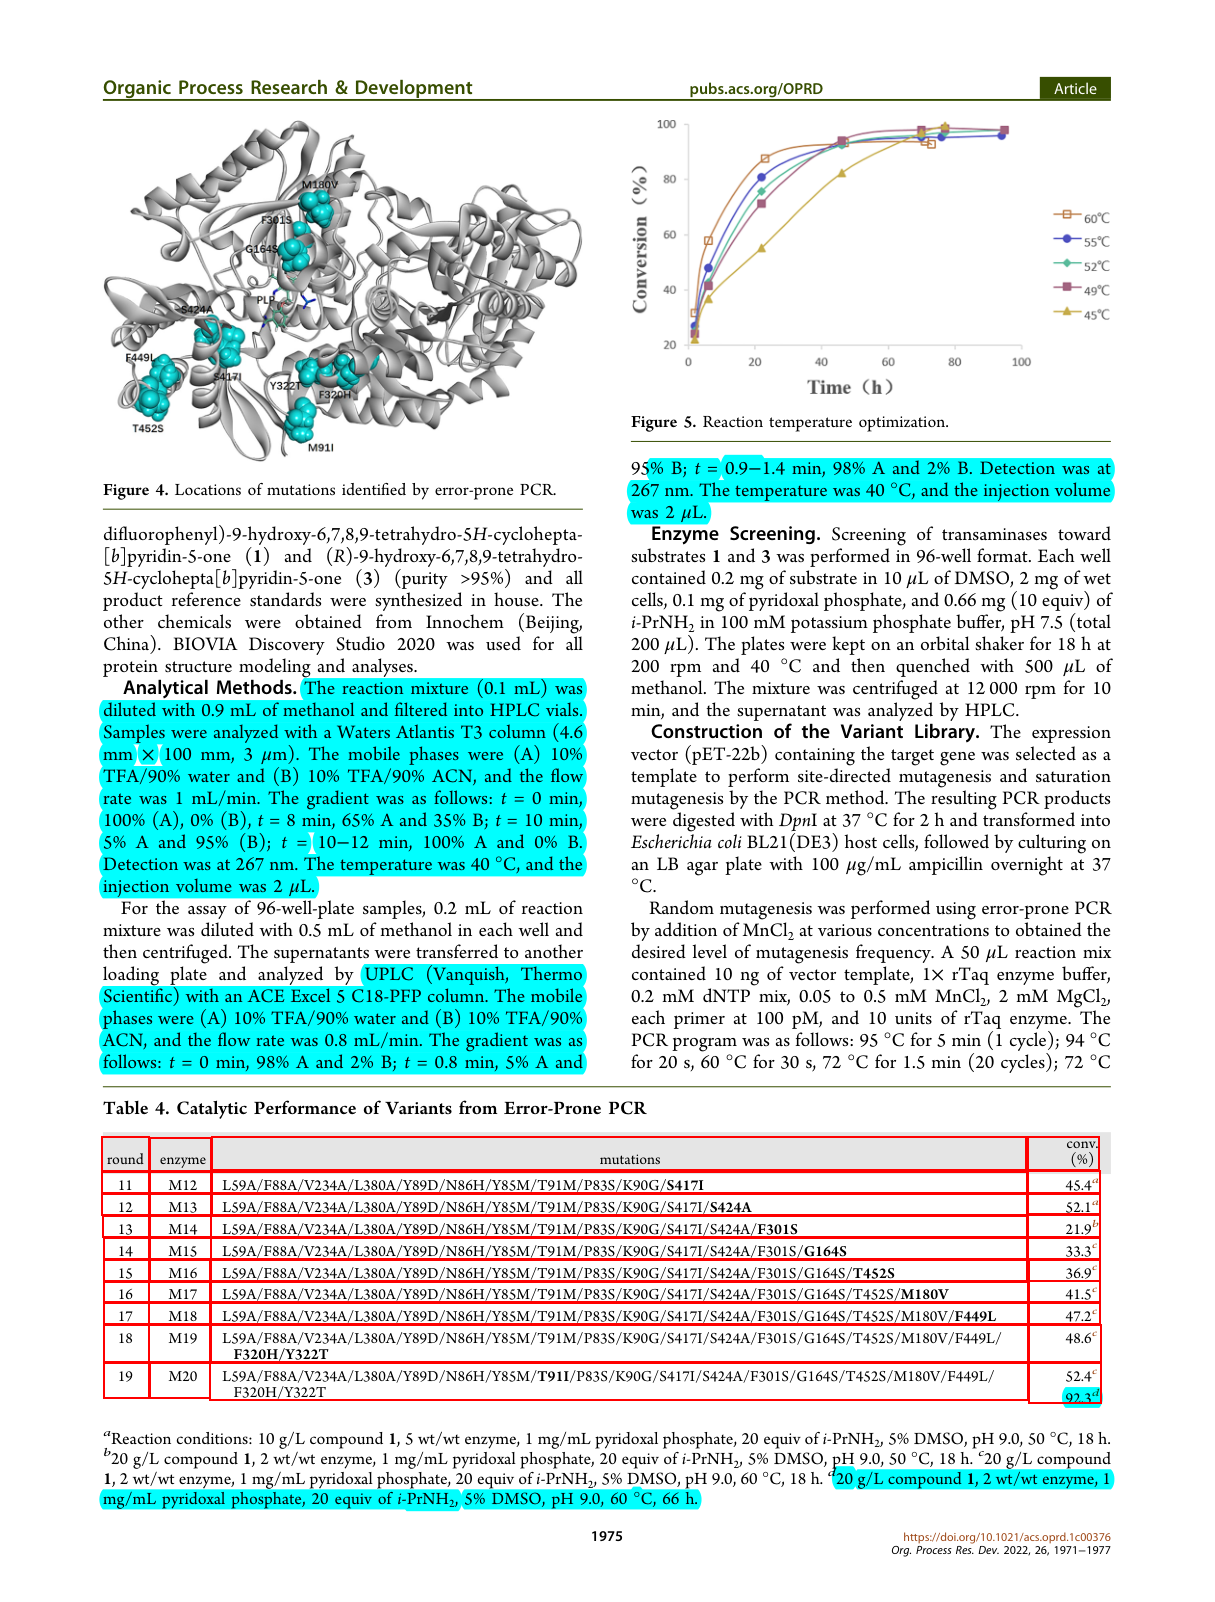 Organic Process Research & Development
pubs.acs.org/OPRD
Article
M180V
F301S
G164S
PLP
S424A
F449L
S417I
Y322T
F320H
T452S
M91I
Figure 4. Locations of mutations identified by error-prone PCR.
difluorophenyl)-9-hydroxy-6,7,8,9-tetrahydro-5H-cyclohepta-
[b]pyridin-5-one (1) and (R)-9-hydroxy-6,7,8,9-tetrahydro-
5H-cyclohepta[b]pyridin-5-one (3) (purity >95%) and all
product reference standards were synthesized in house. The
other chemicals were obtained from Innochem (Beijing,
China). BIOVIA Discovery Studio 2020 was used for all
protein structure modeling and analyses.
Analytical Methods. The reaction mixture (0.1 mL) was
diluted with 0.9 mL of methanol and filtered into HPLC vials.
Samples were analyzed with a Waters Atlantis T3 column (4.6
mm × 100 mm, 3 μm). The mobile phases were (A) 10%
TFA/90% water and (B) 10% TFA/90% ACN, and the flow
rate was 1 mL/min. The gradient was as follows: t = 0 min,
100% (A), 0% (B), t = 8 min, 65% A and 35% B; t = 10 min,
5% A and 95% (B); t = 10−12 min, 100% A and 0% B.
Detection was at 267 nm. The temperature was 40 °C, and the
injection volume was 2 μL.
For the assay of 96-well-plate samples, 0.2 mL of reaction
mixture was diluted with 0.5 mL of methanol in each well and
then centrifuged. The supernatants were transferred to another
loading plate and analyzed by UPLC (Vanquish, Thermo
Scientific) with an ACE Excel 5 C18-PFP column. The mobile
phases were (A) 10% TFA/90% water and (B) 10% TFA/90%
ACN, and the flow rate was 0.8 mL/min. The gradient was as
follows: t = 0 min, 98% A and 2% B; t = 0.8 min, 5% A and
100
80
60
40
20
0 20 40 60 80 100
Conversion (%)
Time (h)
60℃
55℃
52℃
49℃
45℃
Figure 5. Reaction temperature optimization.
95% B; t = 0.9−1.4 min, 98% A and 2% B. Detection was at
267 nm. The temperature was 40 °C, and the injection volume
was 2 μL.
Enzyme Screening. Screening of transaminases toward
substrates 1 and 3 was performed in 96-well format. Each well
contained 0.2 mg of substrate in 10 μL of DMSO, 2 mg of wet
cells, 0.1 mg of pyridoxal phosphate, and 0.66 mg (10 equiv) of
i-PrNH2 in 100 mM potassium phosphate buffer, pH 7.5 (total
200 μL). The plates were kept on an orbital shaker for 18 h at
200 rpm and 40 °C and then quenched with 500 μL of
methanol. The mixture was centrifuged at 12 000 rpm for 10
min, and the supernatant was analyzed by HPLC.
Construction of the Variant Library. The expression
vector (pET-22b) containing the target gene was selected as a
template to perform site-directed mutagenesis and saturation
mutagenesis by the PCR method. The resulting PCR products
were digested with DpnI at 37 °C for 2 h and transformed into
Escherichia coli BL21(DE3) host cells, followed by culturing on
an LB agar plate with 100 μg/mL ampicillin overnight at 37
°C.
Random mutagenesis was performed using error-prone PCR
by addition of MnCl2 at various concentrations to obtained the
desired level of mutagenesis frequency. A 50 μL reaction mix
contained 10 ng of vector template, 1× rTaq enzyme buffer,
0.2 mM dNTP mix, 0.05 to 0.5 mM MnCl2, 2 mM MgCl2,
each primer at 100 pM, and 10 units of rTaq enzyme. The
PCR program was as follows: 95 °C for 5 min (1 cycle); 94 °C
for 20 s, 60 °C for 30 s, 72 °C for 1.5 min (20 cycles); 72 °C
Table 4. Catalytic Performance of Variants from Error-Prone PCR
round enzyme mutations conv. (%)
11 M12 L59A/F88A/V234A/L380A/Y89D/N86H/Y85M/T91M/P83S/K90G/S417I 45.4a
12 M13 L59A/F88A/V234A/L380A/Y89D/N86H/Y85M/T91M/P83S/K90G/S417I/S424A 52.1a
13 M14 L59A/F88A/V234A/L380A/Y89D/N86H/Y85M/T91M/P83S/K90G/S417I/S424A/F301S 21.9b
14 M15 L59A/F88A/V234A/L380A/Y89D/N86H/Y85M/T91M/P83S/K90G/S417I/S424A/F301S/G164S 33.3c
15 M16 L59A/F88A/V234A/L380A/Y89D/N86H/Y85M/T91M/P83S/K90G/S417I/S424A/F301S/G164S/T452S 36.9c
16 M17 L59A/F88A/V234A/L380A/Y89D/N86H/Y85M/T91M/P83S/K90G/S417I/S424A/F301S/G164S/T452S/M180V 41.5c
17 M18 L59A/F88A/V234A/L380A/Y89D/N86H/Y85M/T91M/P83S/K90G/S417I/S424A/F301S/G164S/T452S/M180V/F449L 47.2c
18 M19 L59A/F88A/V234A/L380A/Y89D/N86H/Y85M/T91M/P83S/K90G/S417I/S424A/F301S/G164S/T452S/M180V/F449L/ 48.6c
F320H/Y322T
19 M20 L59A/F88A/V234A/L380A/Y89D/N86H/Y85M/T91I/P83S/K90G/S417I/S424A/F301S/G164S/T452S/M180V/F449L/ 52.4c
F320H/Y322T 92.3d
aReaction conditions: 10 g/L compound 1, 5 wt/wt enzyme, 1 mg/mL pyridoxal phosphate, 20 equiv of i-PrNH2, 5% DMSO, pH 9.0, 50 °C, 18 h.
b20 g/L compound 1, 2 wt/wt enzyme, 1 mg/mL pyridoxal phosphate, 20 equiv of i-PrNH2, 5% DMSO, pH 9.0, 50 °C, 18 h. c20 g/L compound
1, 2 wt/wt enzyme, 1 mg/mL pyridoxal phosphate, 20 equiv of i-PrNH2, 5% DMSO, pH 9.0, 60 °C, 18 h. d20 g/L compound 1, 2 wt/wt enzyme, 1
mg/mL pyridoxal phosphate, 20 equiv of i-PrNH2, 5% DMSO, pH 9.0, 60 °C, 66 h.
1975
https://doi.org/10.1021/acs.oprd.1c00376
Org. Process Res. Dev. 2022, 26, 1971−1977